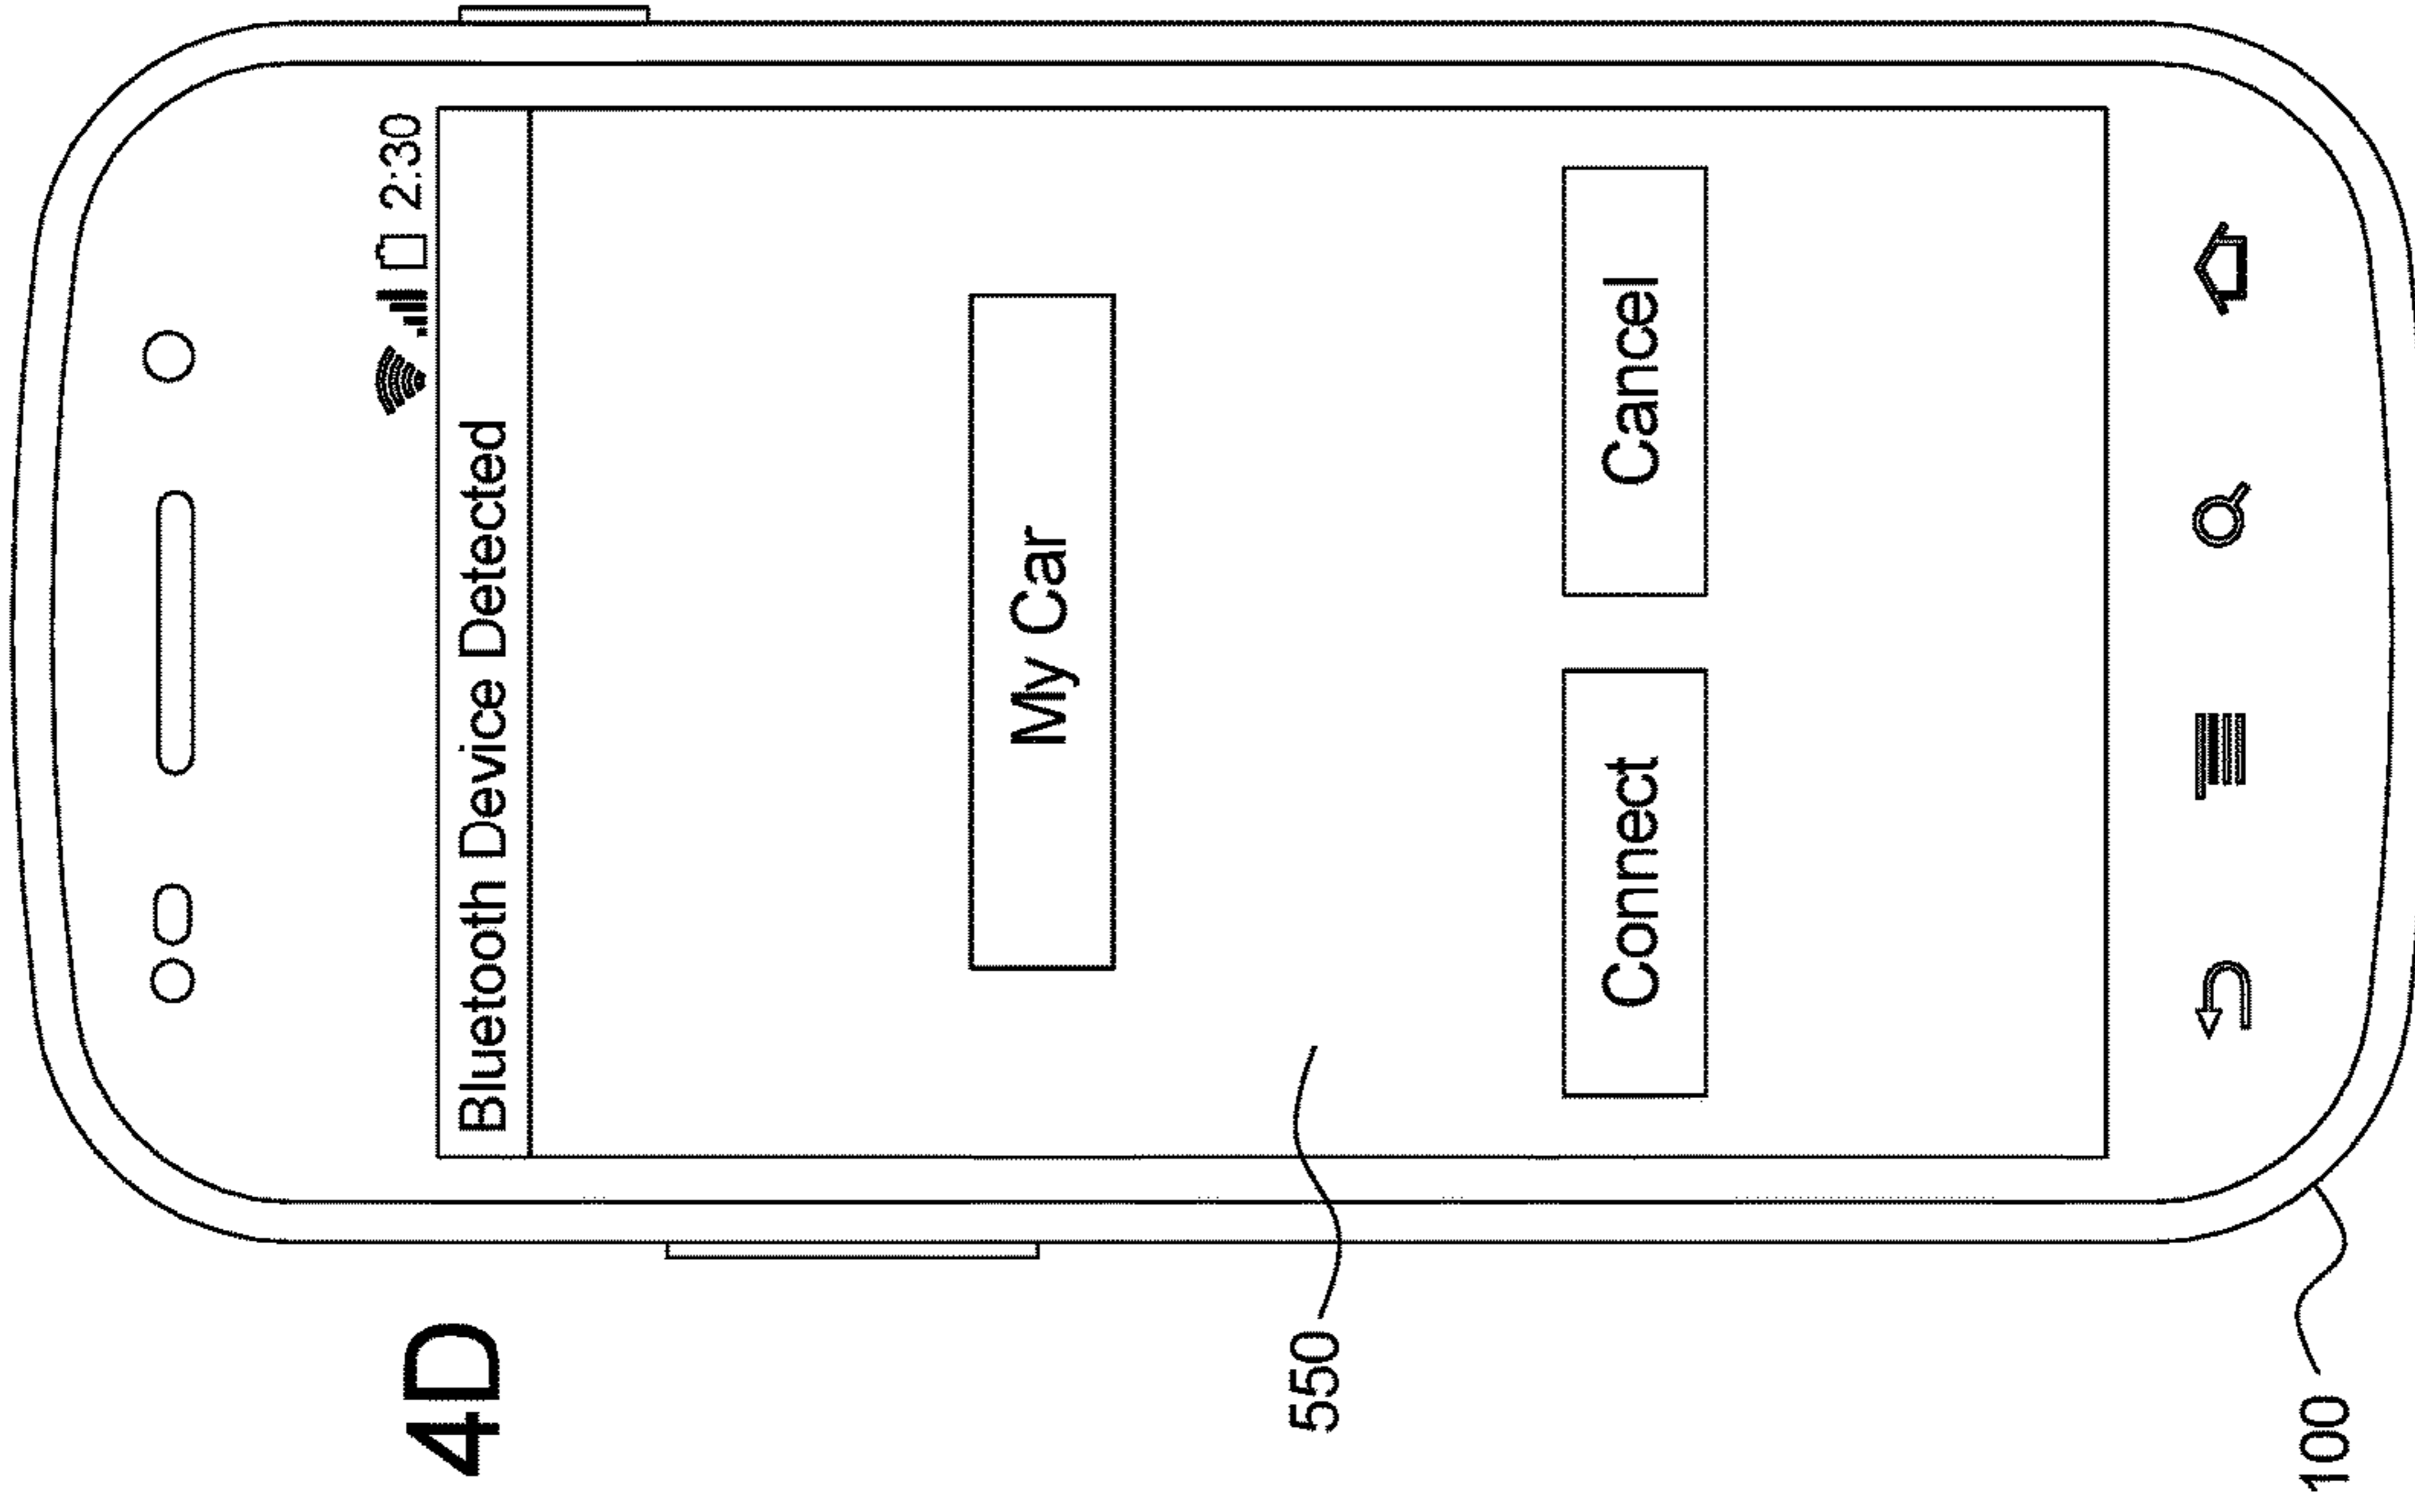 4D
2:30
Bluetooth Device Detected
My Car
550
Connect
Cancel
100